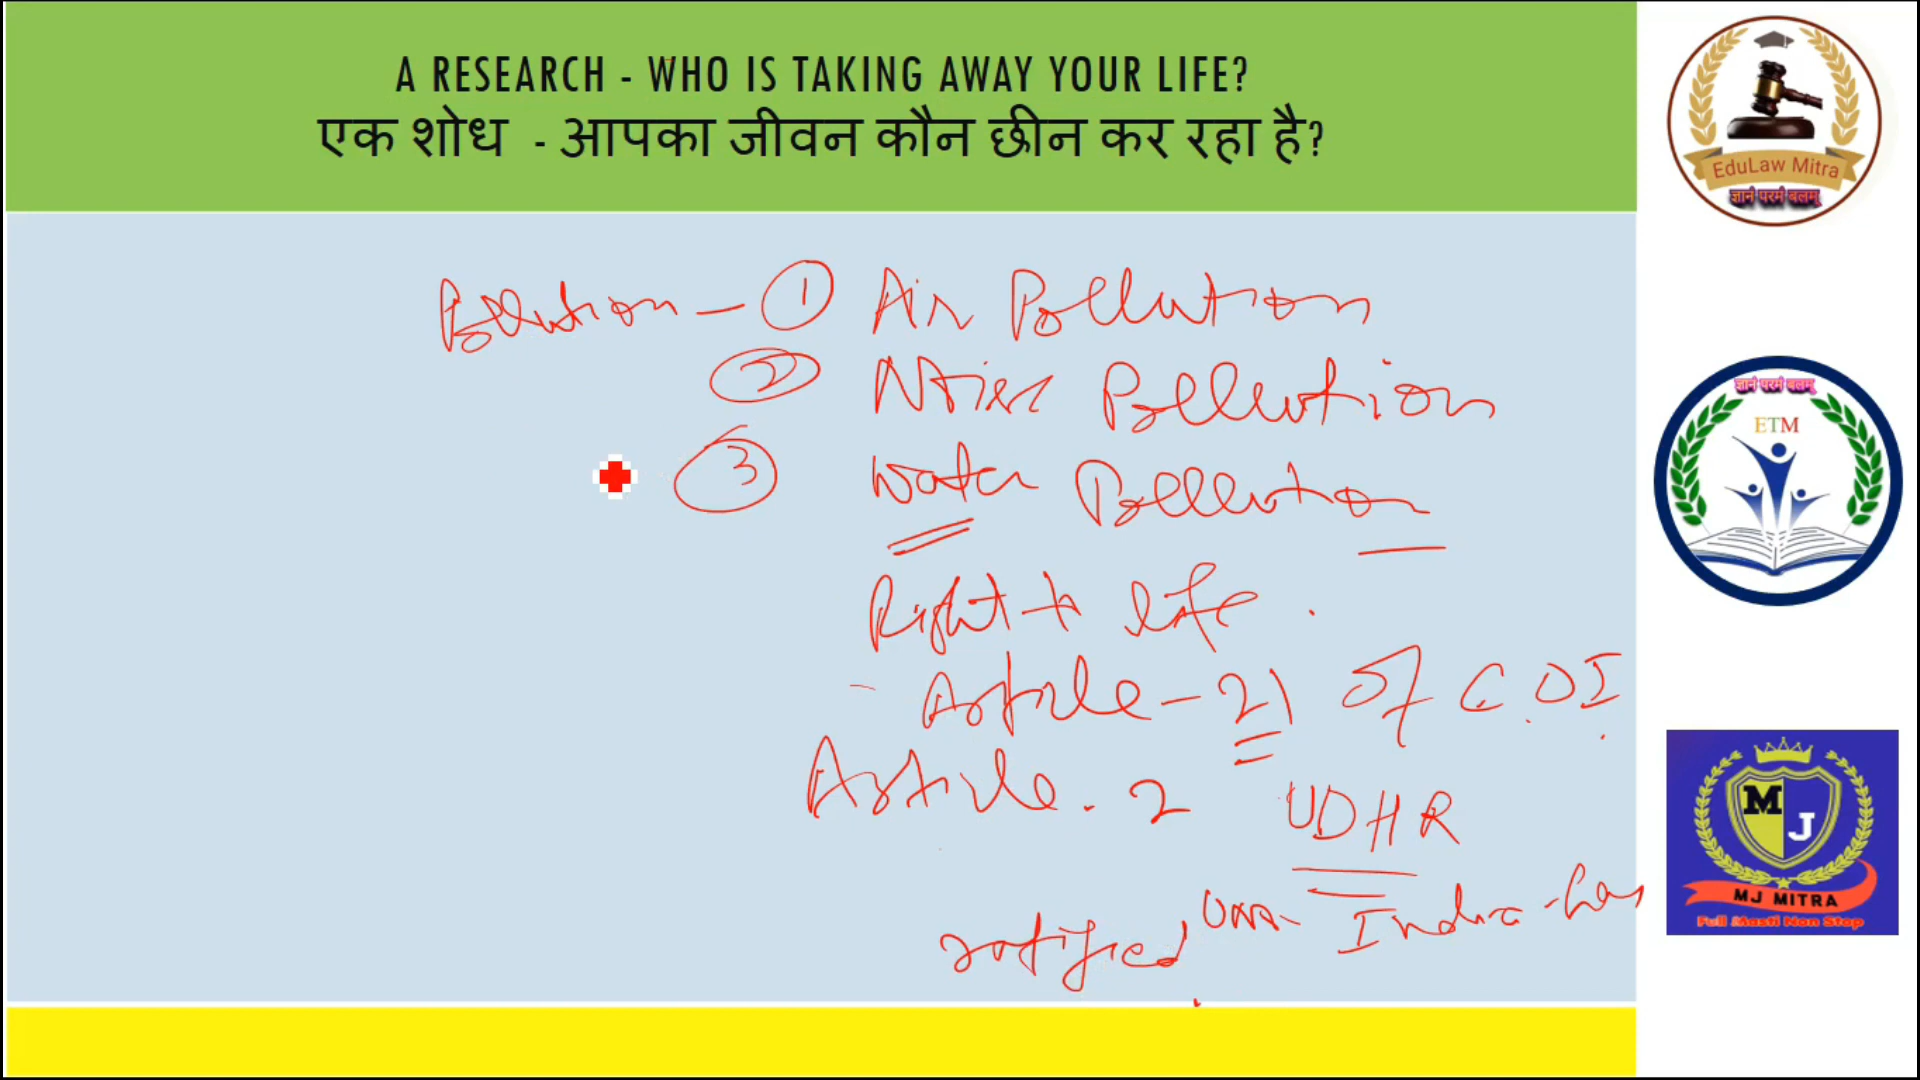 A RESEARCH - WHO IS TAKING AWAY YOUR LIFE?
एक शोध - आपका जीवन कौन छीन कर रहा है?
Pollution - ① Air Pollution
② Noise Pollution
③ Water Pollution
Right to life .
- Article - 21 of C.O.I.
Article . 2 UDHR
India - has
ratified
EduLaw Mitra
ज्ञानं परमं बलम्
ज्ञानं परमं बलम्
ETM
M J
MJ MITRA
Full Masti Non Stop